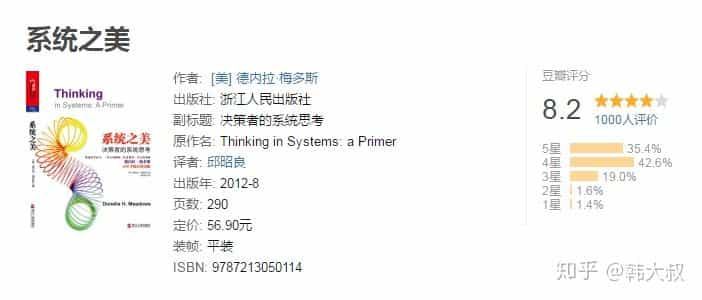 系统之美
Thinking
in Systems: a Primer
系统之美
系统之美
决策者的系统思考
Donella H. Meadows
作者: [美] 德内拉·梅多斯
出版社: 浙江人民出版社
副标题: 决策者的系统思考
原作名: Thinking in Systems: a Primer
译者: 邱昭良
出版年: 2012-8
页数: 290
定价: 56.90元
装帧: 平装
ISBN: 9787213050114
豆瓣评分
8.2
1000人评价
5星 35.4%
4星 42.6%
3星 19.0%
2星 1.6%
1星 1.4%
知乎 @韩大叔